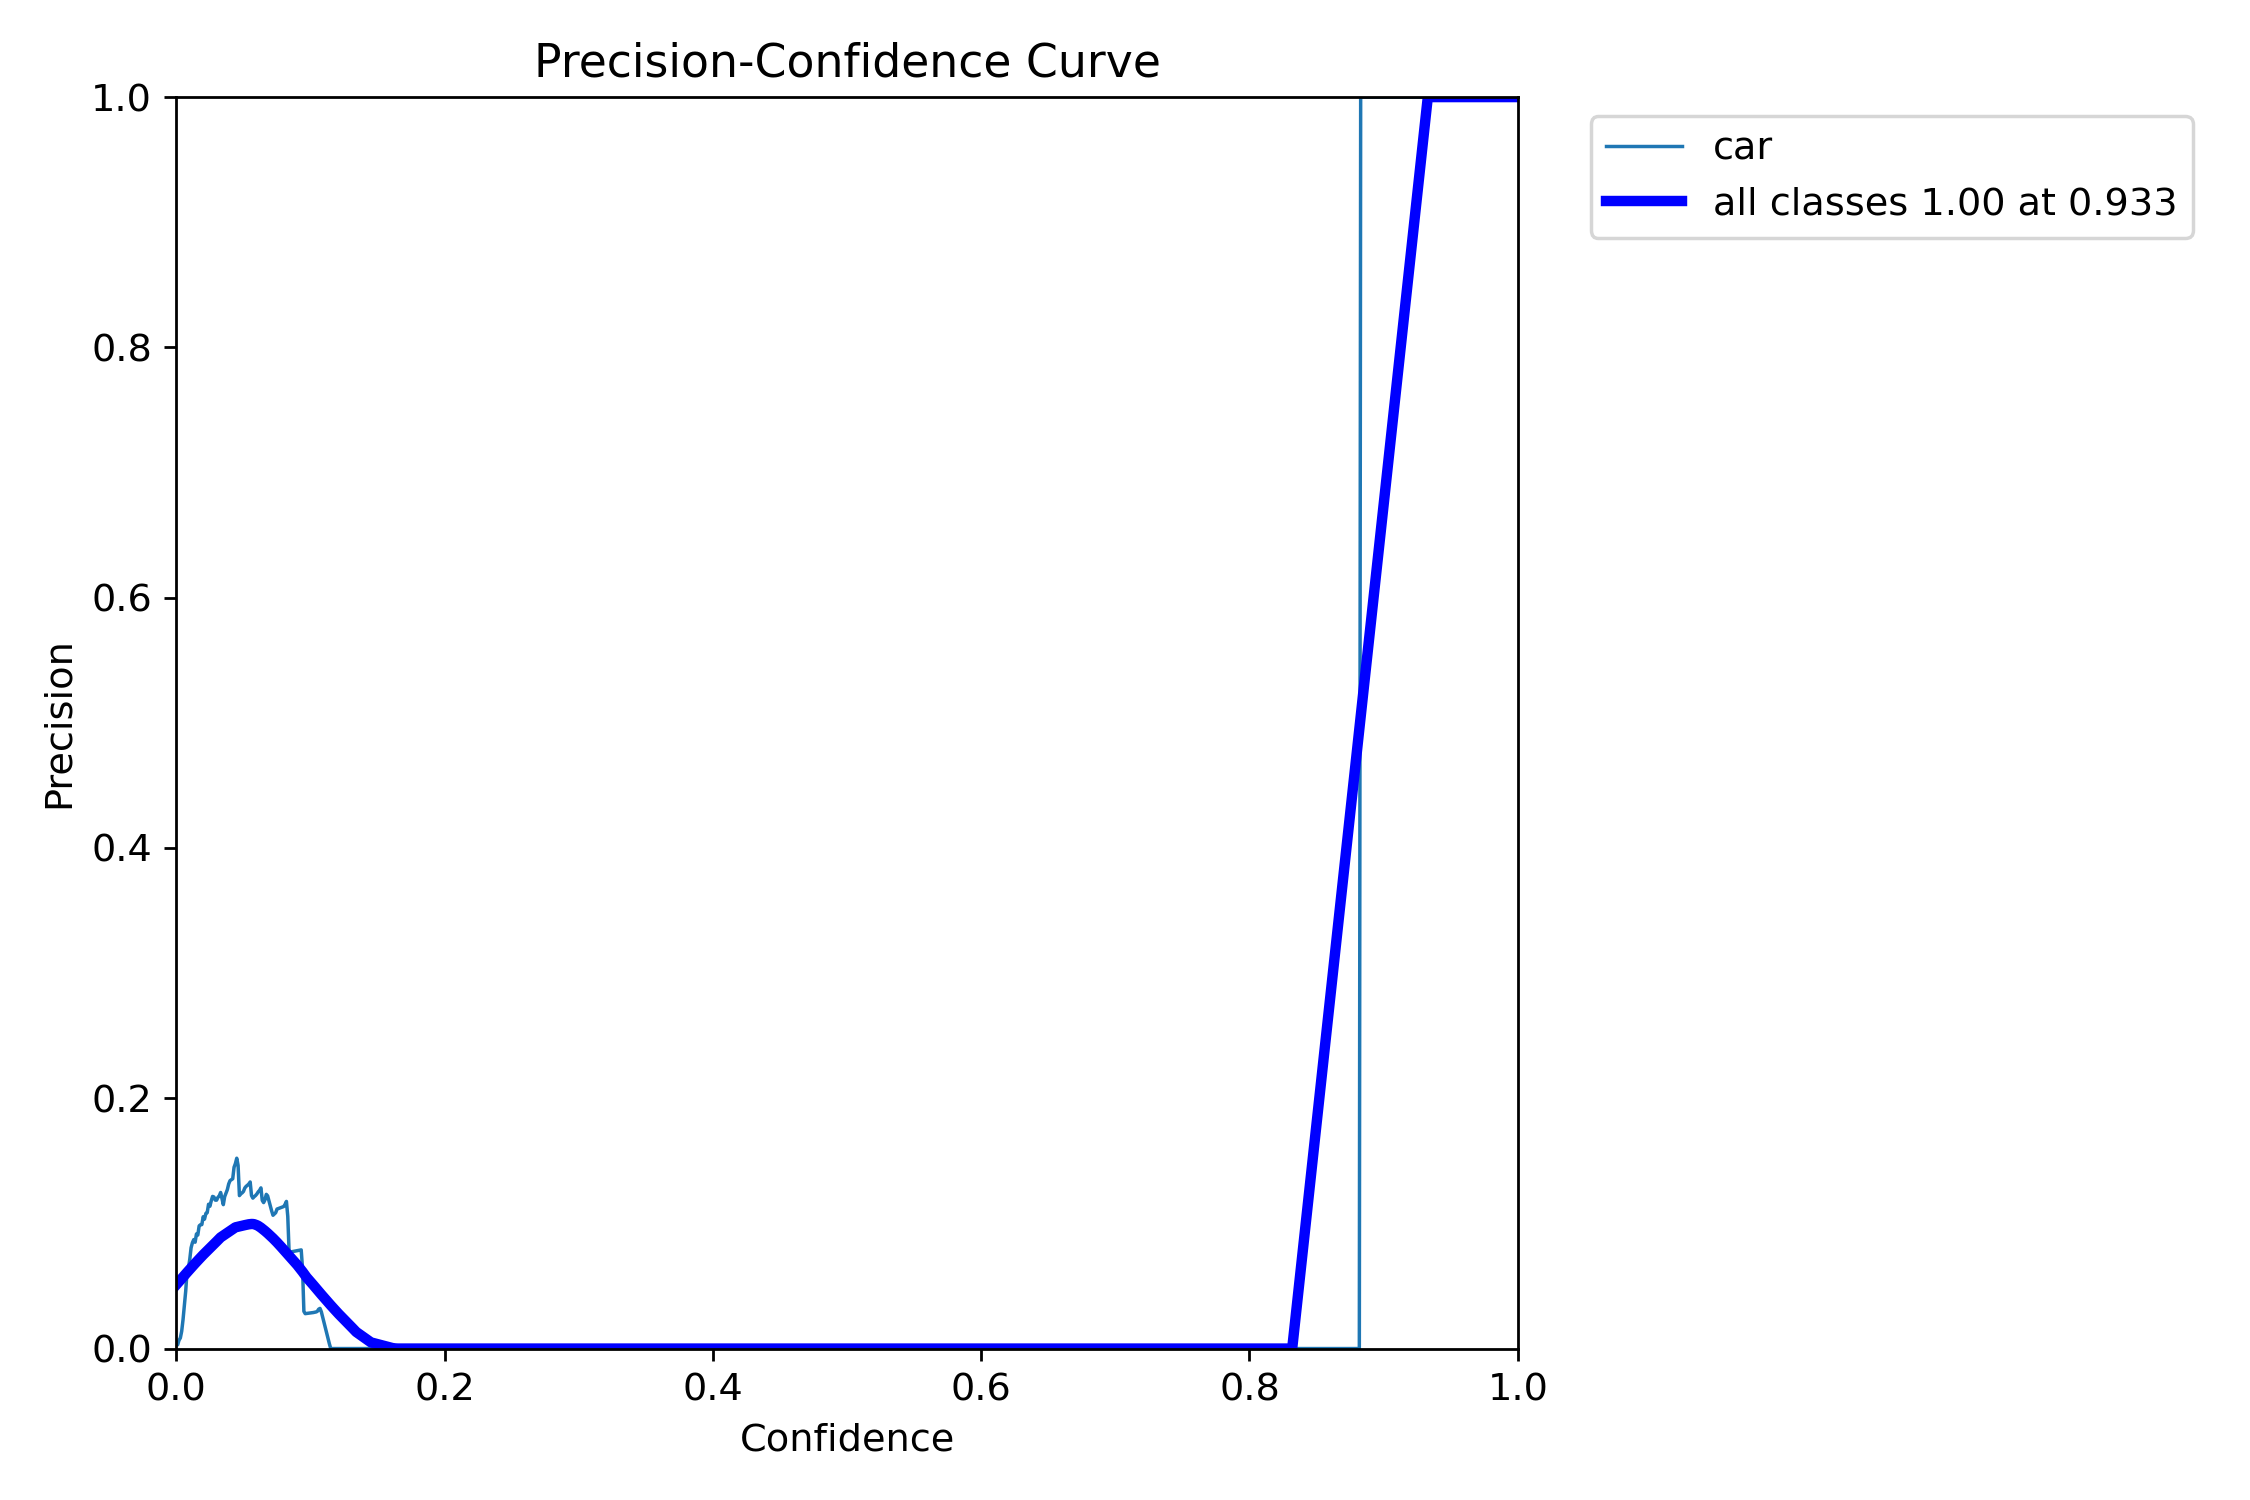 Precision-Confidence Curve
car
all classes 1.00 at 0.933
1.0
0.8
0.6
0.4
0.2
0.0
Precision
0.0 0.2 0.4 0.6 0.8 1.0
Confidence